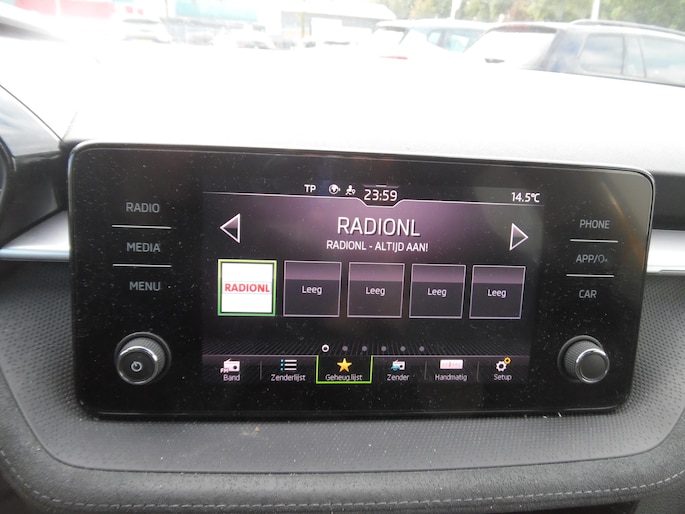 TP 23:59 14.5°C
RADIO
MEDIA
MENU
RADIONL
RADIONL - ALTIJD AAN!
RADIONL Leeg Leeg Leeg Leeg
FM
Band Zenderlijst Geheug.lijst Zender Handmatig Setup
PHONE
APP/
CAR